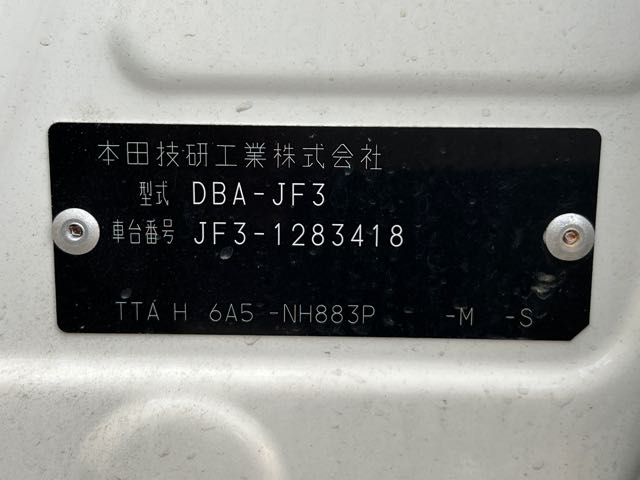 本田技研工業株式会社
型式 DBA-JF3
車台番号 JF3-1283418
TTA H 6A5 -NH883P -M -S